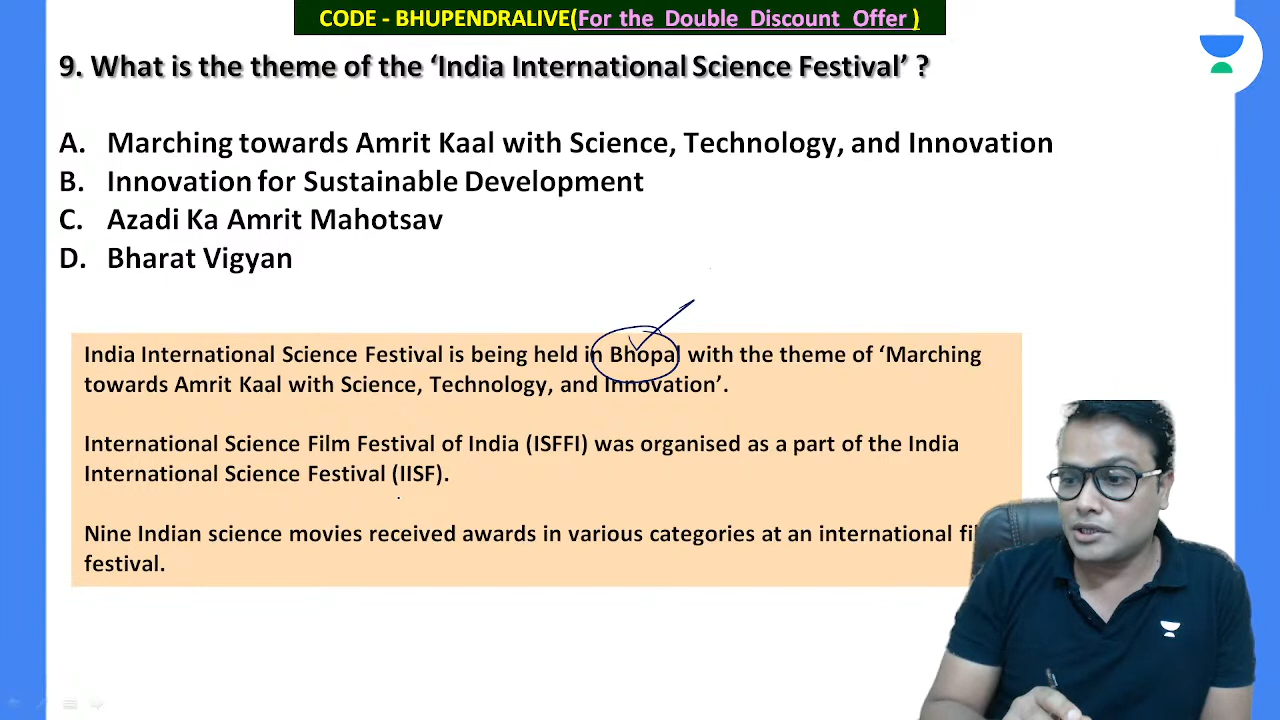 CODE - BHUPENDRALIVE(For the Double Discount Offer )
9. What is the theme of the ‘India International Science Festival’ ?
A. Marching towards Amrit Kaal with Science, Technology, and Innovation
B. Innovation for Sustainable Development
C. Azadi Ka Amrit Mahotsav
D. Bharat Vigyan
India International Science Festival is being held in Bhopal with the theme of ‘Marching
towards Amrit Kaal with Science, Technology, and Innovation’.
International Science Film Festival of India (ISFFI) was organised as a part of the India
International Science Festival (IISF).
Nine Indian science movies received awards in various categories at an international
festival.